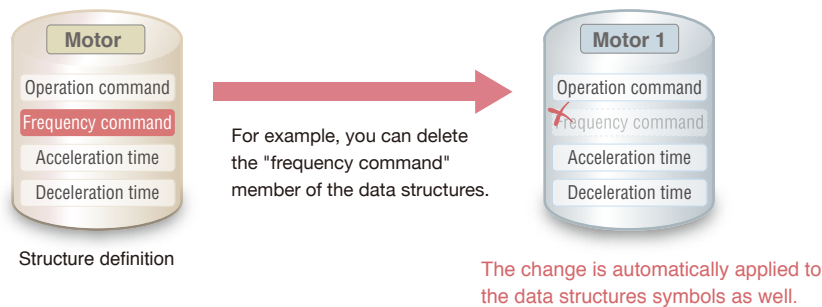 Motor
Operation command
Frequency command
Acceleration time
Deceleration time
Structure definition
For example, you can delete
the "frequency command"
member of the data structures.
Motor 1
Operation command
Frequency command
Acceleration time
Deceleration time
The change is automatically applied to
the data structures symbols as well.